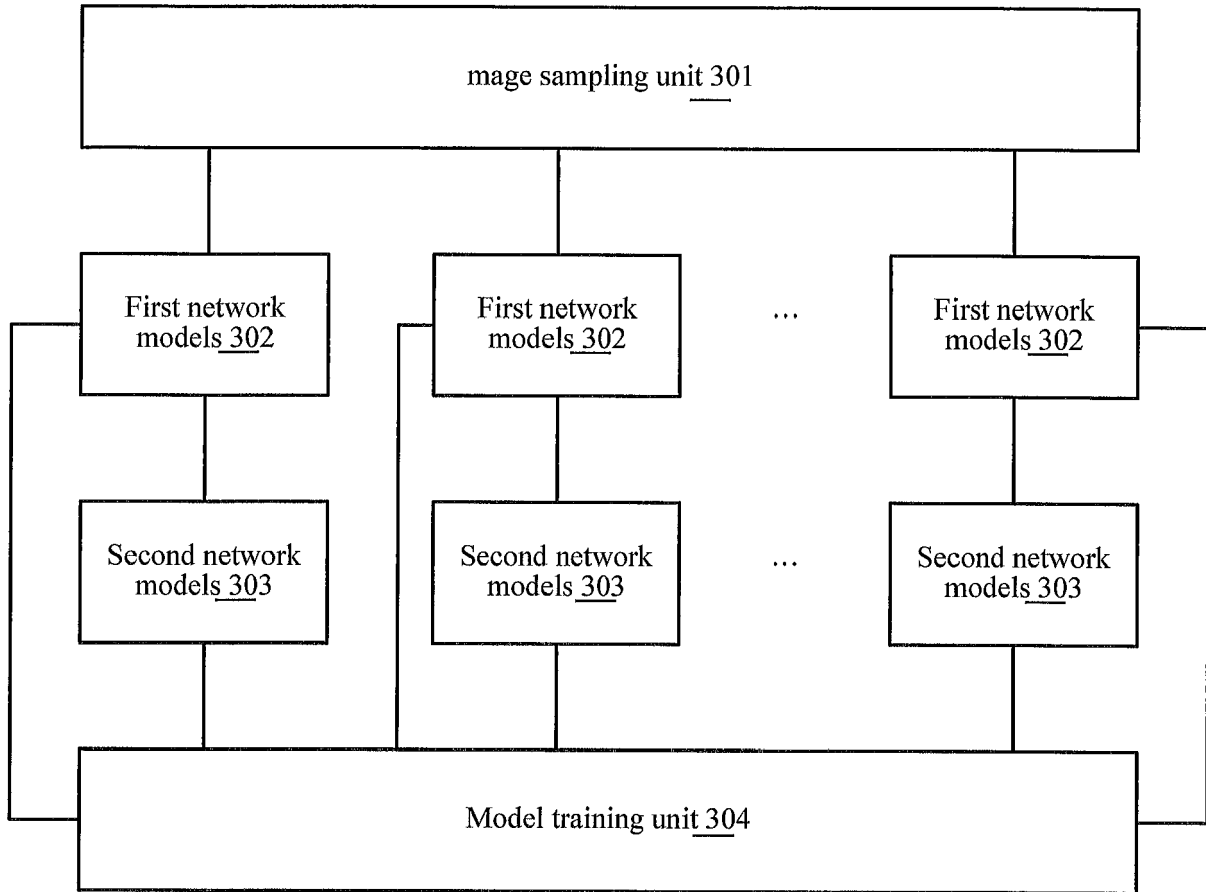 mage sampling unit 301
First network
models 302
First network
models 302
...
First network
models 302
Second network
models 303
Second network
models 303
...
Second network
models 303
Model training unit 304